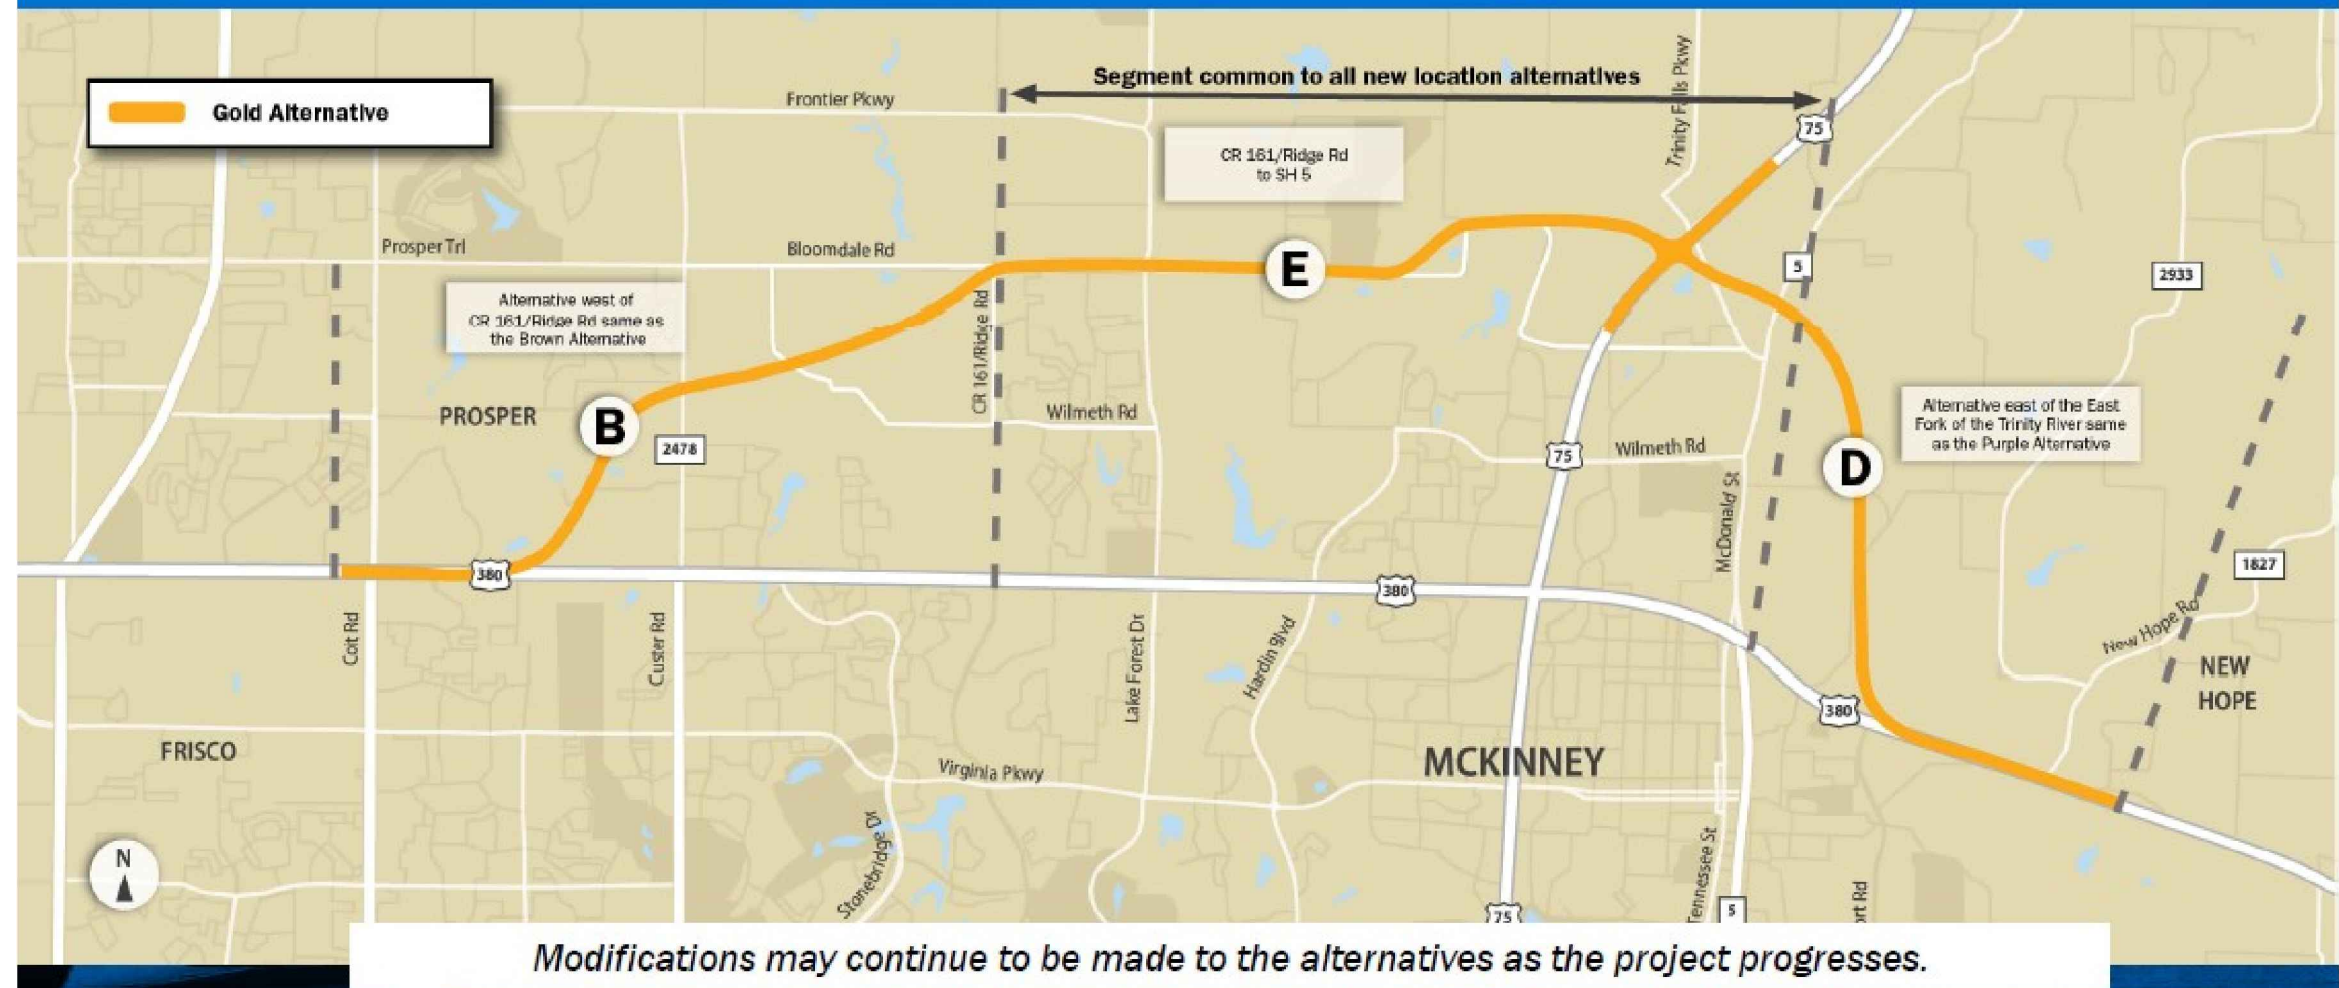 Gold Alternative
Segment common to all new location alternatives
Frontier Pkwy
Trinity Falls Pkwy
75
CR 161/Ridge Rd
to SH 5
Prosper Trl
Bloomdale Rd
E
5
2933
Alternative west of
CR 161/Ridge Rd same as
the Brown Alternative
CR 161/Ridge Rd
PROSPER
B
2478
Wilmeth Rd
75
Wilmeth Rd
Alternative east of the East
Fork of the Trinity River same
as the Purple Alternative
D
McDonald St
380
380
1827
New Hope Rd
Coit Rd
Custer Rd
Lake Forest Dr
Hardin Blvd
NEW
HOPE
380
FRISCO
Virginia Pkwy
MCKINNEY
Stonebridge Dr
N
75
Tennessee St
5
rt Rd
Modifications may continue to be made to the alternatives as the project progresses.